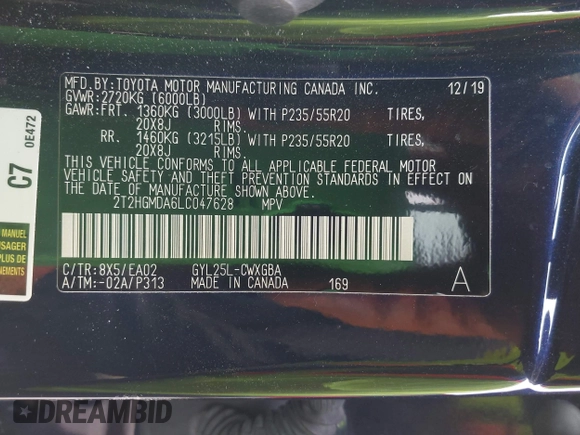 MFD.BY:TOYOTA MOTOR MANUFACTURING CANADA INC. 12/19
GVWR:2720KG (6000LB)
GAWR:FRT. 1360KG (3000LB) WITH P235/55R20 TIRES,
20X8J RIMS.
RR. 1460KG (3215LB) WITH P235/55R20 TIRES,
20X8J RIMS.
THIS VEHICLE CONFORMS TO ALL APPLICABLE FEDERAL MOTOR
VEHICLE SAFETY AND THEFT PREVENTION STANDARDS IN EFFECT ON
THE DATE OF MANUFACTURE SHOWN ABOVE.
2T2HGMDA6LC047628 MPV
C/TR:8X5/EA02 GYL25L-CWXGBA A
A/TM:-02A/P313 MADE IN CANADA 169
C7 0E472
MANUEL
USAGER
PLUS DE
DREAMBID